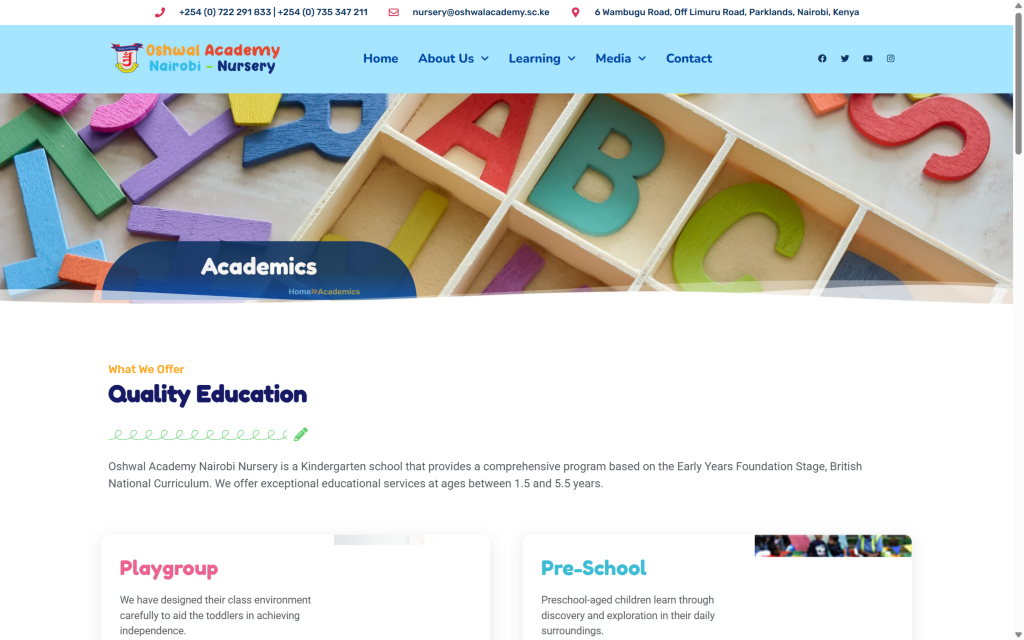 +254 (0) 722 291 833 | +254 (0) 735 347 211
nursery@oshwalacademy.sc.ke
6 Wambugu Road, Off Limuru Road, Parklands, Nairobi, Kenya
Oshwal Academy
Nairobi - Nursery
Home
About Us
Learning
Media
Contact
Academics
Home»Academics
What We Offer
Quality Education
Oshwal Academy Nairobi Nursery is a Kindergarten school that provides a comprehensive program based on the Early Years Foundation Stage, British
National Curriculum. We offer exceptional educational services at ages between 1.5 and 5.5 years.
Playgroup
We have designed their class environment
carefully to aid the toddlers in achieving
independence.
Pre-School
Preschool-aged children learn through
discovery and exploration in their daily
surroundings.